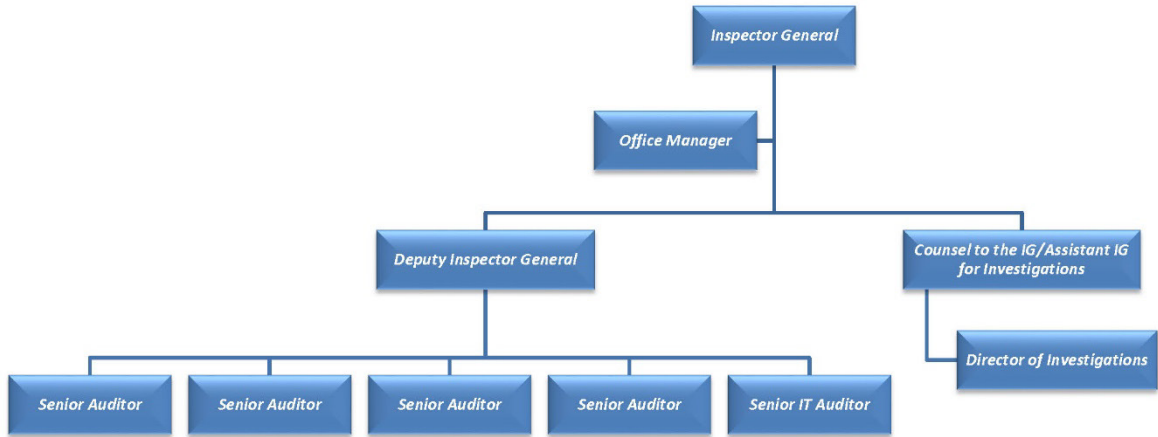 Inspector General
Office Manager
Deputy Inspector General
Counsel to the IG/Assistant IG
for Investigations
Director of Investigations
Senior Auditor
Senior Auditor
Senior Auditor
Senior Auditor
Senior IT Auditor